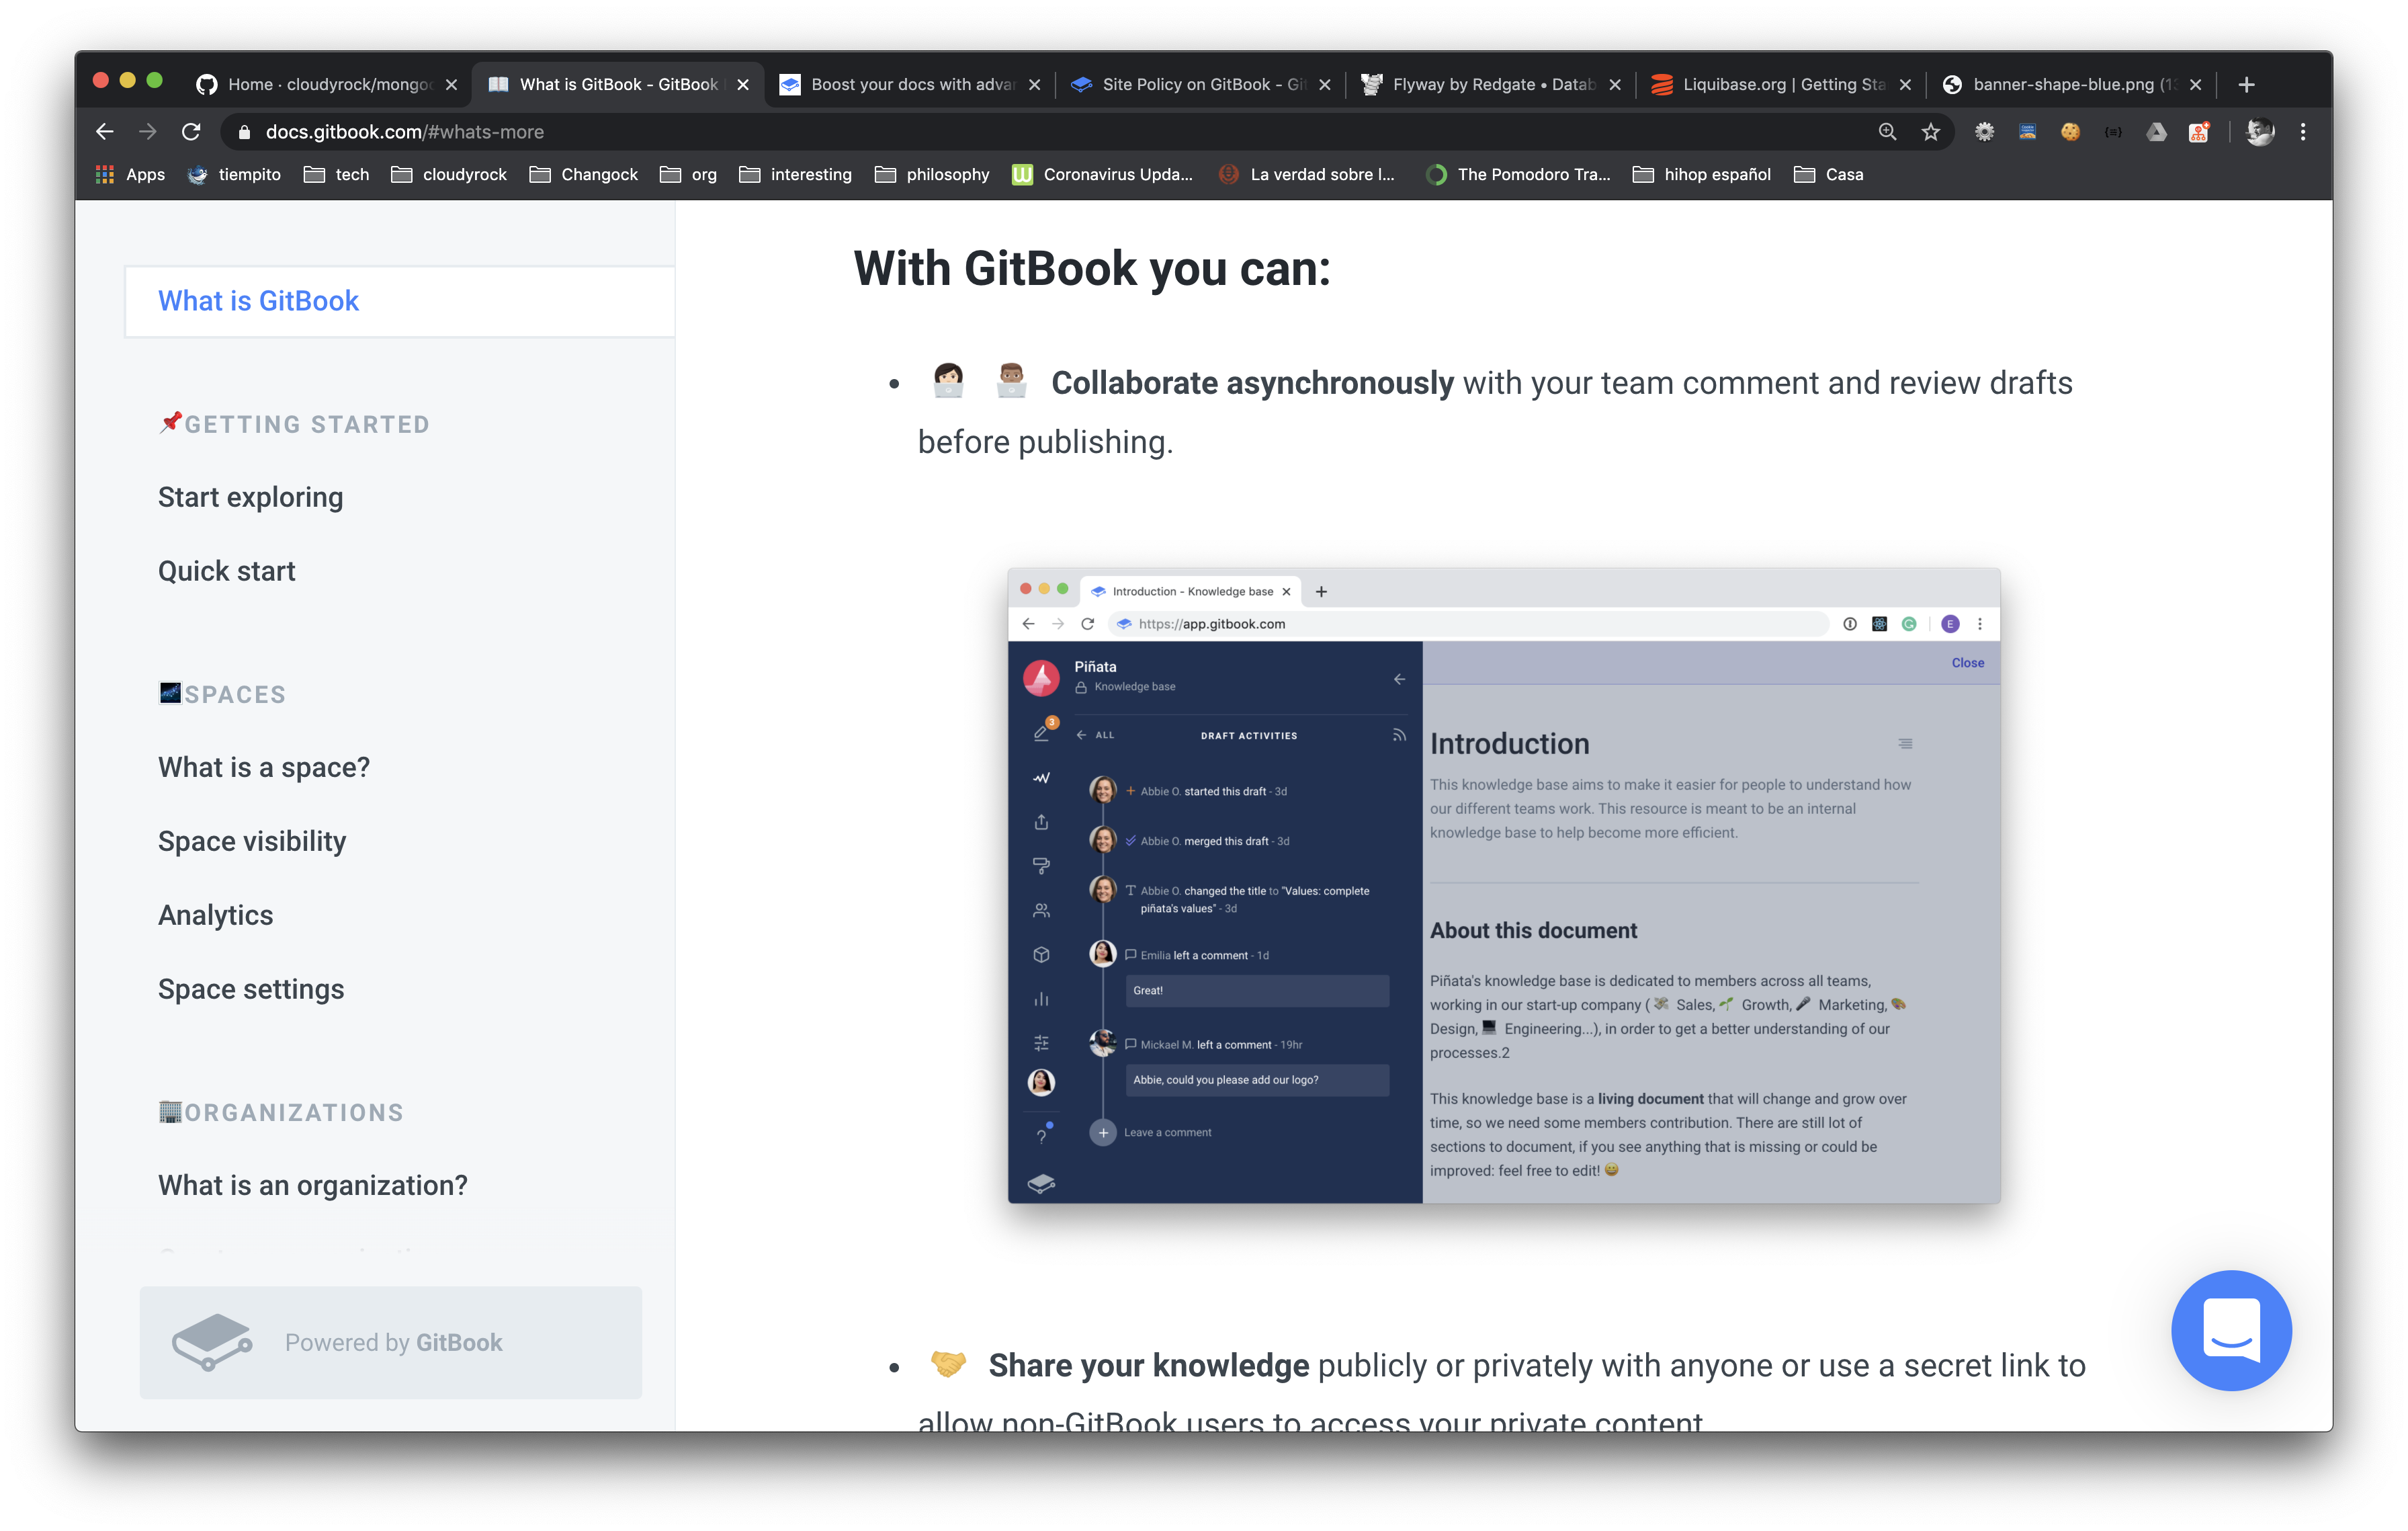 Home · cloudyrock/mongo
What is GitBook - GitBook
Boost your docs with advan
Site Policy on GitBook - Git
Flyway by Redgate • Datab
Liquibase.org | Getting Sta
banner-shape-blue.png (13
docs.gitbook.com/#whats-more
Apps
tiempito
tech
cloudyrock
Changock
org
interesting
philosophy
Coronavirus Upda...
La verdad sobre l...
The Pomodoro Tra...
hihop español
Casa
What is GitBook
GETTING STARTED
Start exploring
Quick start
SPACES
What is a space?
Space visibility
Analytics
Space settings
ORGANIZATIONS
What is an organization?
Powered by GitBook
With GitBook you can:
• Collaborate asynchronously with your team comment and review drafts
before publishing.
Introduction - Knowledge base
https://app.gitbook.com
E
Piñata
Knowledge base
3
ALL
DRAFT ACTIVITIES
Abbie O. started this draft - 3d
Abbie O. merged this draft - 3d
Abbie O. changed the title to "Values: complete
piñata's values" - 3d
Emilia left a comment - 1d
Great!
Mickael M. left a comment - 19hr
Abbie, could you please add our logo?
Leave a comment
Close
Introduction
This knowledge base aims to make it easier for people to understand how
our different teams work. This resource is meant to be an internal
knowledge base to help become more efficient.
About this document
Piñata's knowledge base is dedicated to members across all teams,
working in our start-up company ( 💸 Sales, 🌱 Growth, 🎤 Marketing, 🎨
Design, 💻 Engineering...), in order to get a better understanding of our
processes.2
This knowledge base is a living document that will change and grow over
time, so we need some members contribution. There are still lot of
sections to document, if you see anything that is missing or could be
improved: feel free to edit! 😄
• Share your knowledge publicly or privately with anyone or use a secret link to
allow non-GitBook users to access your private content